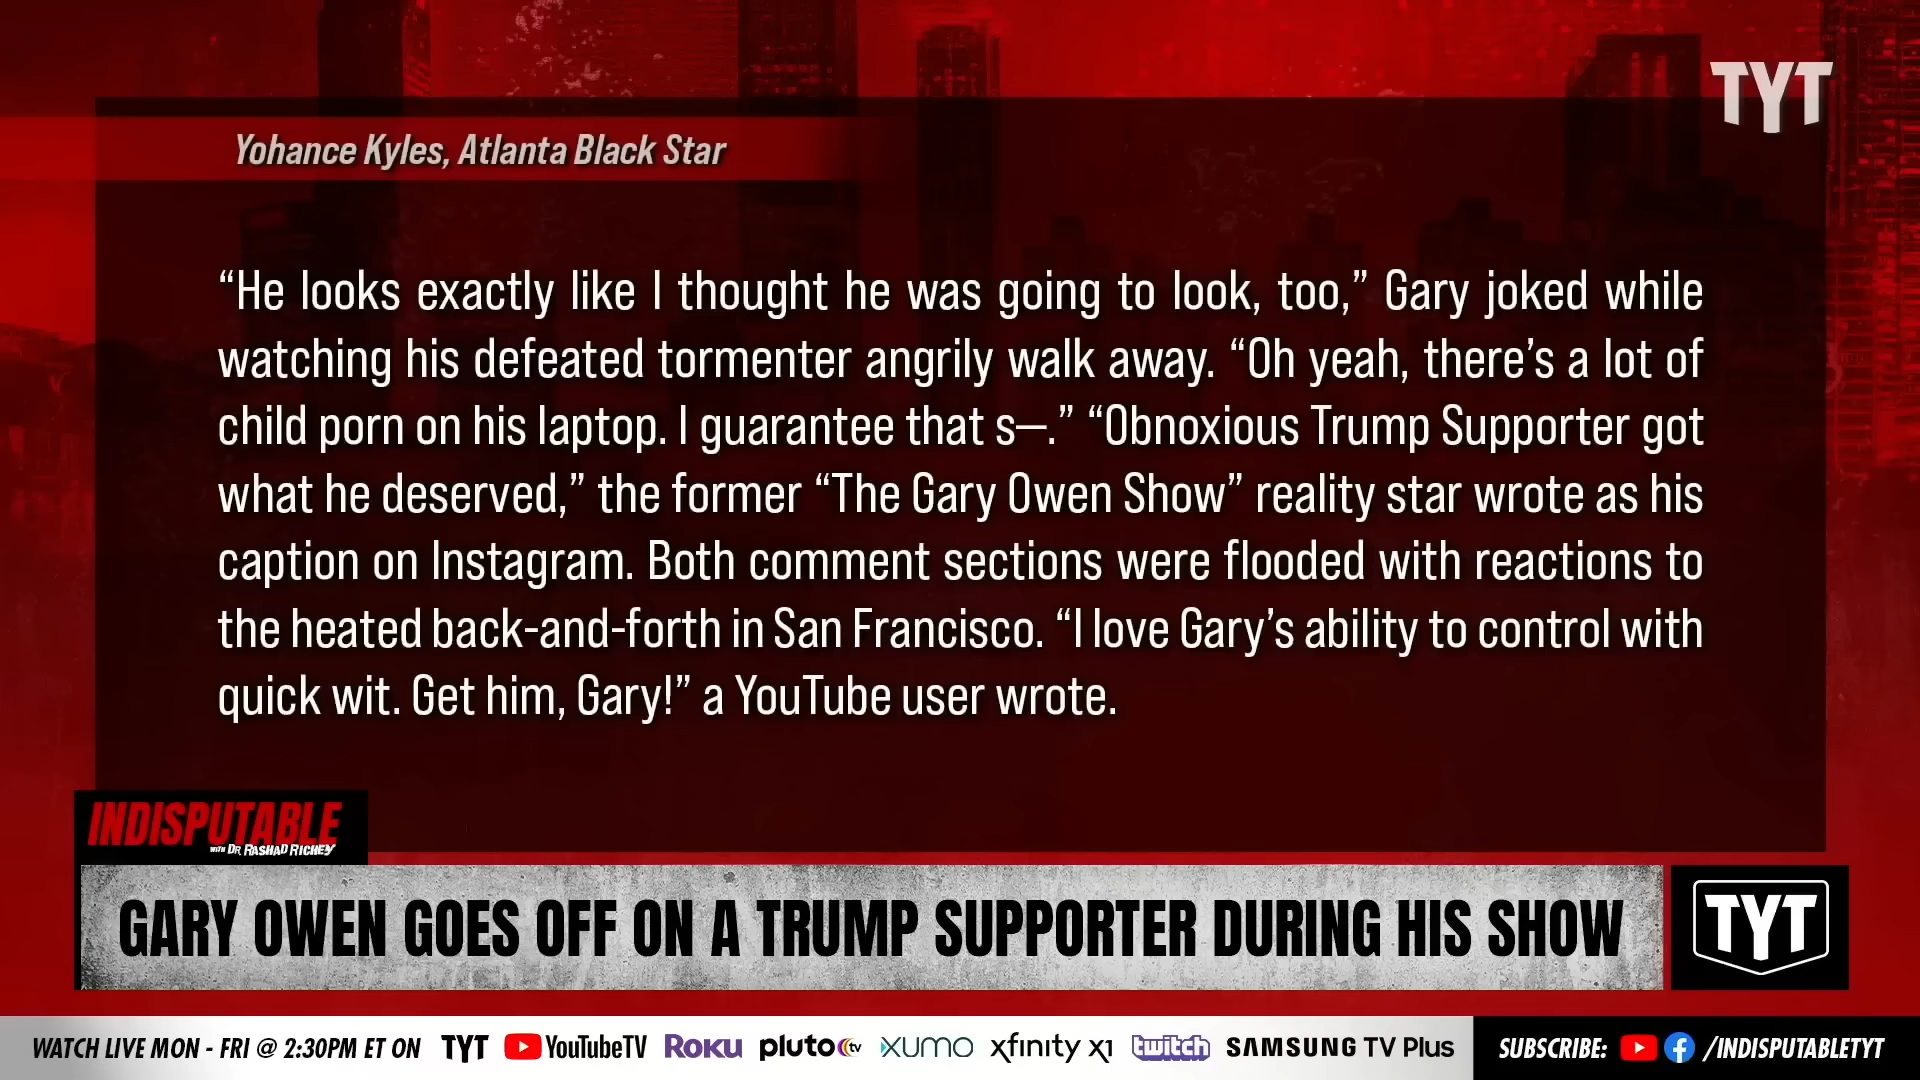 TYT
Yohance Kyles, Atlanta Black Star
“He looks exactly like I thought he was going to look, too,” Gary joked while
watching his defeated tormenter angrily walk away. “Oh yeah, there’s a lot of
child porn on his laptop. I guarantee that s—.” “Obnoxious Trump Supporter got
what he deserved,” the former “The Gary Owen Show” reality star wrote as his
caption on Instagram. Both comment sections were flooded with reactions to
the heated back-and-forth in San Francisco. “I love Gary’s ability to control with
quick wit. Get him, Gary!” a YouTube user wrote.
INDISPUTABLE
WITH DR RASHAD RICHEY
GARY OWEN GOES OFF ON A TRUMP SUPPORTER DURING HIS SHOW
TYT
WATCH LIVE MON - FRI @ 2:30PM ET ON TYT YouTubeTV ROKU pluto tv XUMO xfinity x1 twitch SAMSUNG TV Plus SUBSCRIBE: /INDISPUTABLETYT